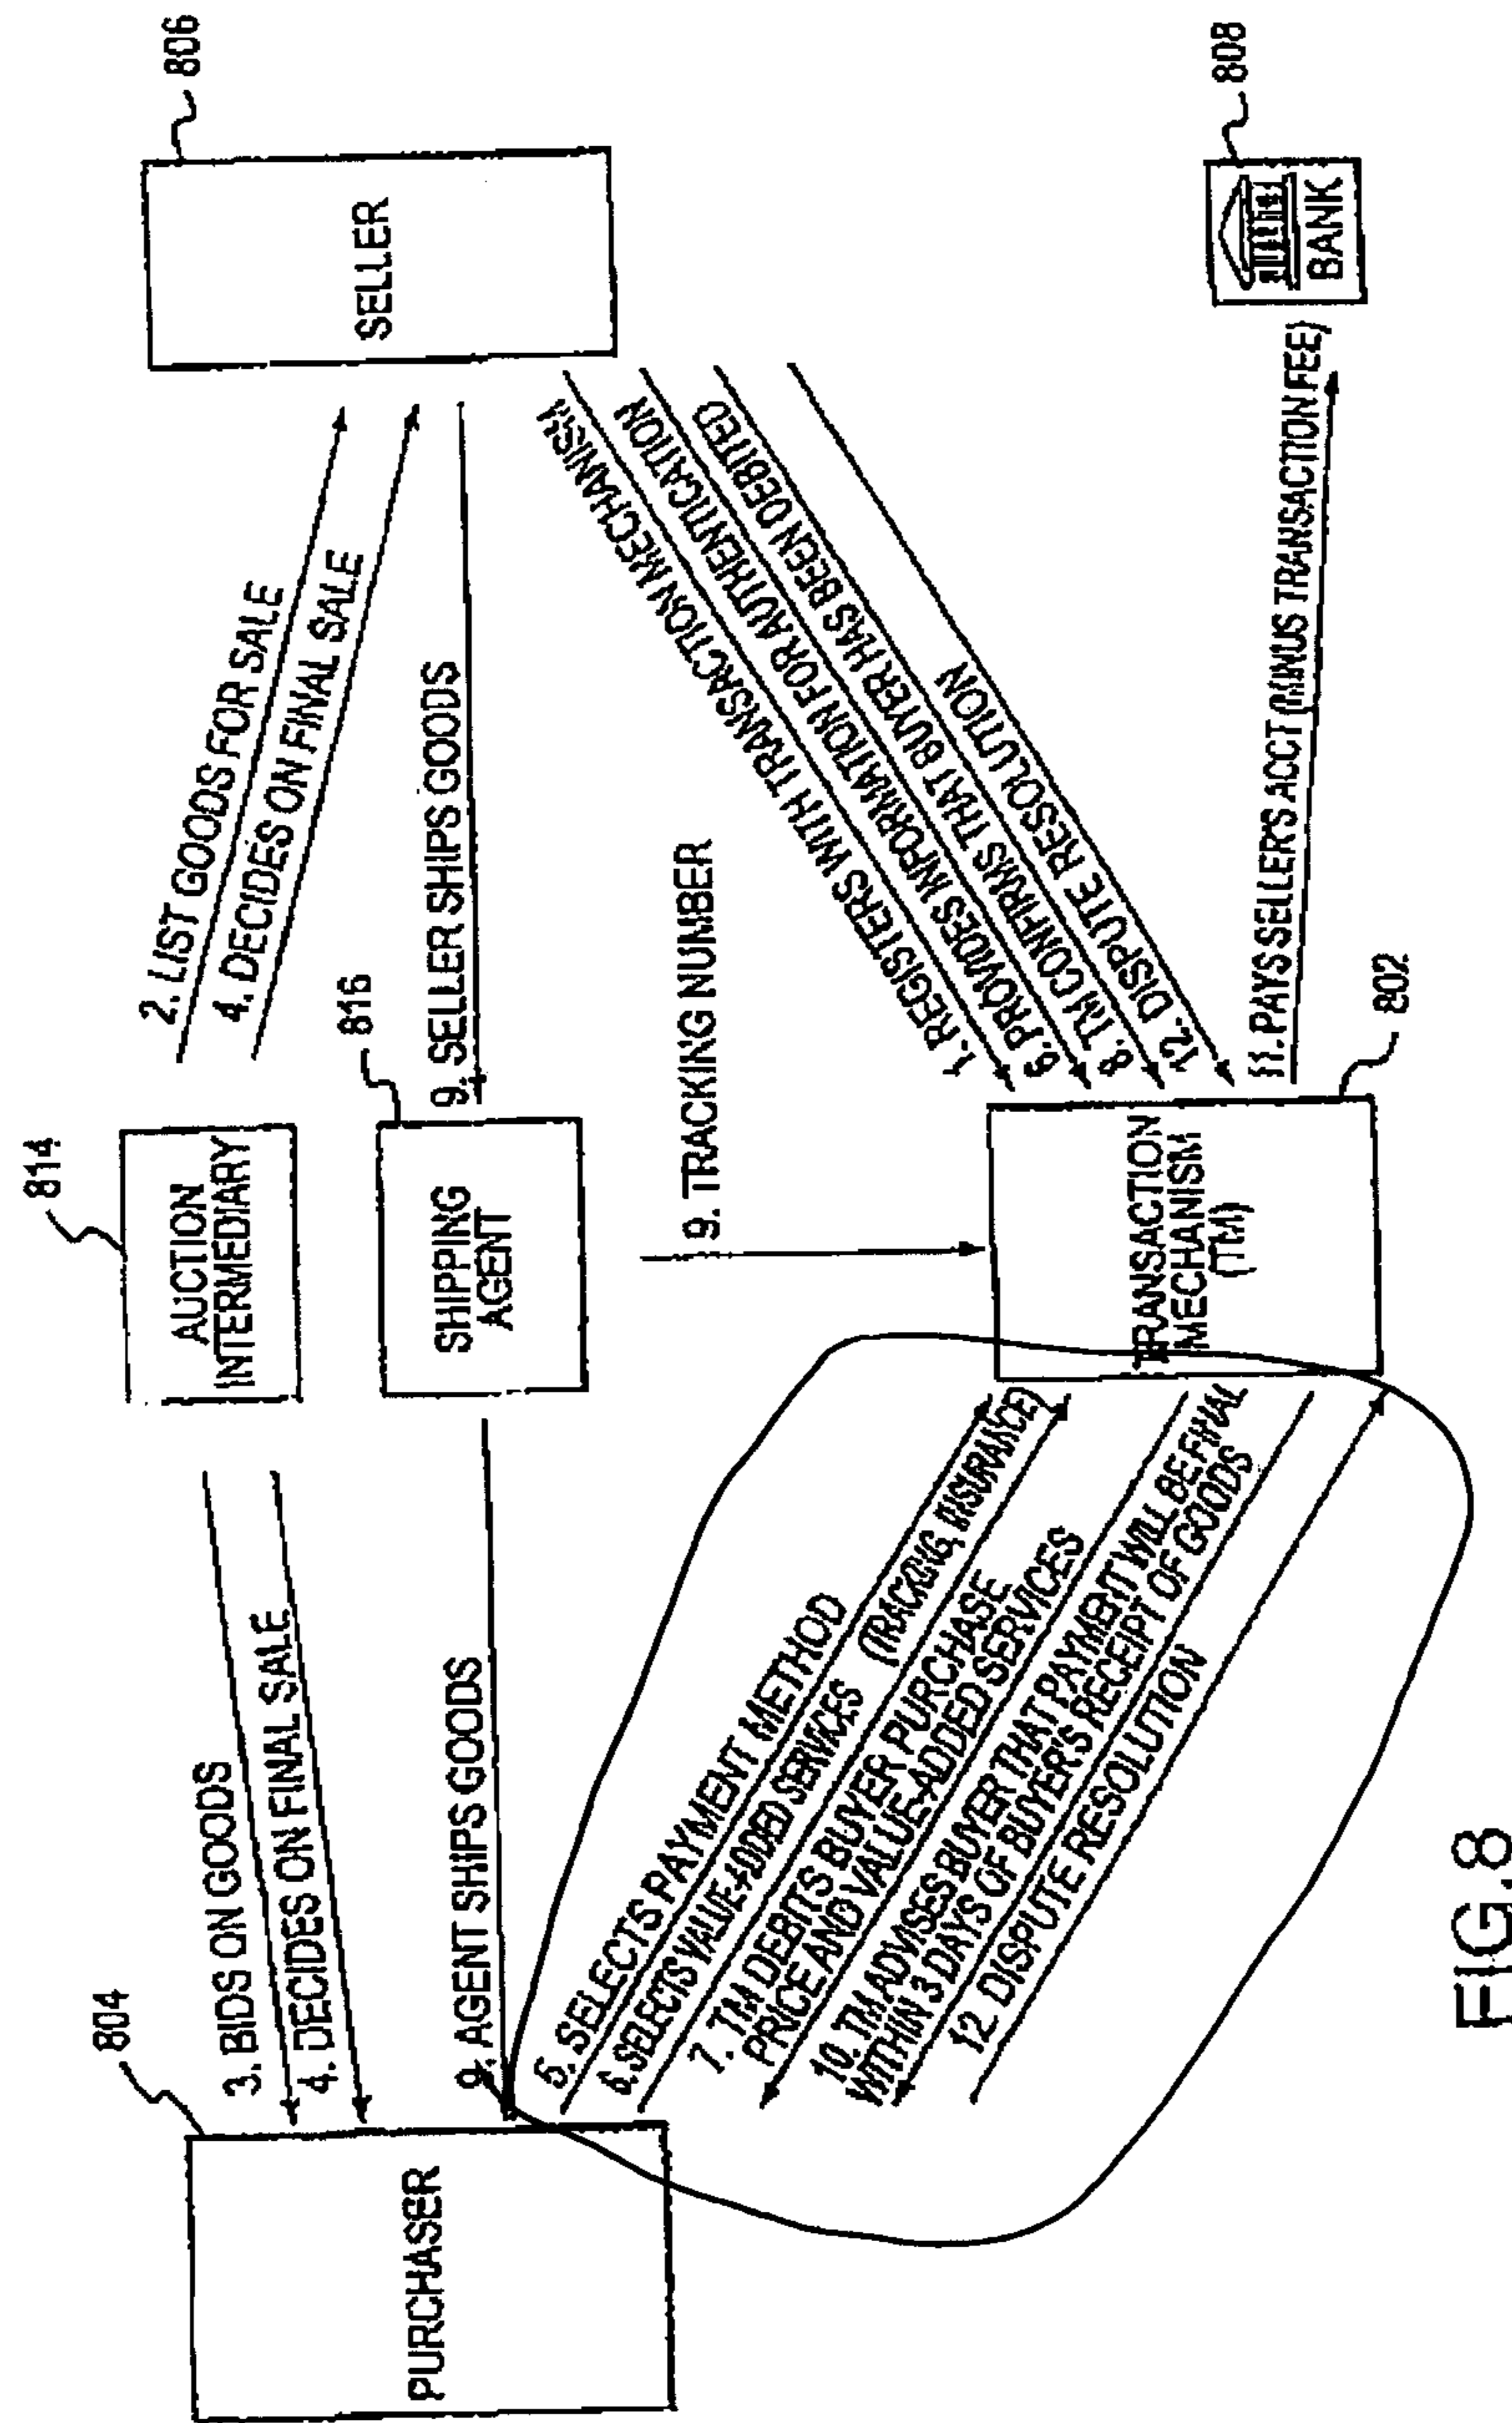 814
AUCTION
INTERMEDIARY
804
3. BIDS ON GOODS
4. DECIDES ON FINAL SALE
2. LIST GOODS FOR SALE
4. DECIDES ON FINAL SALE
806
PURCHASER
SELLER
816
SHIPPING
AGENT
9. AGENT SHIPS GOODS
9. SELLER SHIPS GOODS
9. TRACKING NUMBER
5. SELECTS PAYMENT METHOD
6. SELECTS VALUE-ADDED SERVICES (TRACKING, INSURANCE)
7. TM DEBITS BUYER PURCHASE
PRICE AND VALUE-ADDED SERVICES
10. TM ADVISES BUYER THAT PAYMENT WILL BE FINAL
WITHIN 3 DAYS OF BUYER'S RECEIPT OF GOODS
12. DISPUTE RESOLUTION
1. REGISTERS WITH TRANSACTION MECHANISM
6. PROVIDES INFORMATION FOR AUTHENTICATION
8. TM CONFIRMS THAT BUYER HAS BEEN DEBITED
12. DISPUTE RESOLUTION
TRANSACTION
MECHANISM
(TM)
802
11. PAYS SELLER'S ACCT (MINUS TRANSACTION FEE)
808
BANK
FIG.8